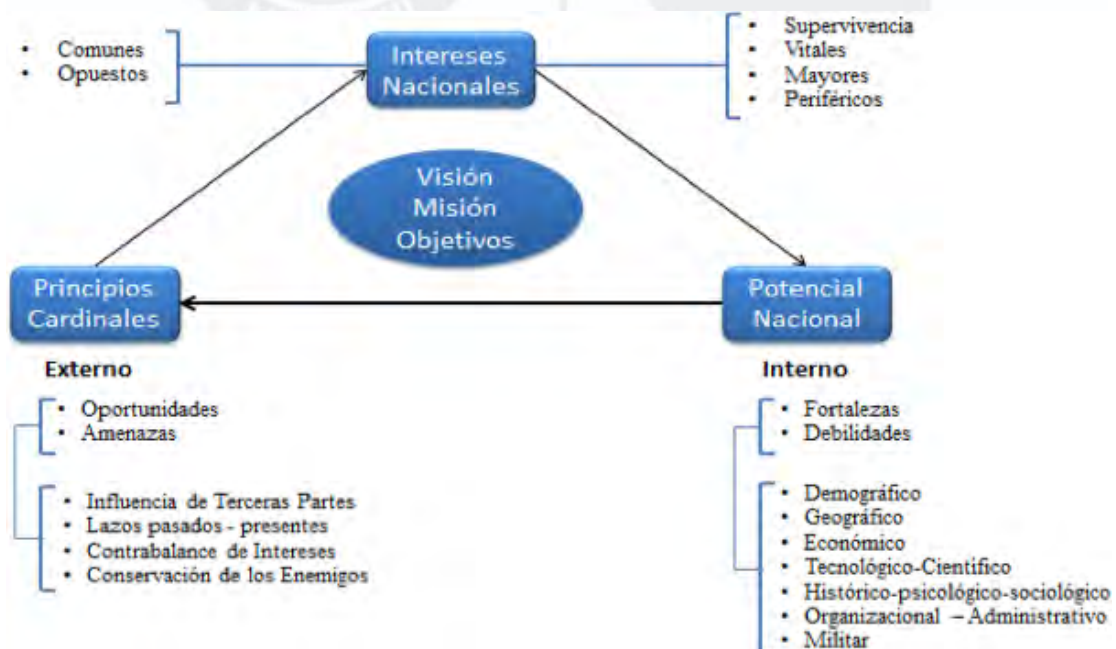 • Comunes
• Opuestos
Intereses
Nacionales
• Supervivencia
• Vitales
• Mayores
• Periféricos
Visión
Misión
Objetivos
Principios
Cardinales
Potencial
Nacional
Externo
• Oportunidades
• Amenazas
• Influencia de Terceras Partes
• Lazos pasados - presentes
• Contrabalance de Intereses
• Conservación de los Enemigos
Interno
• Fortalezas
• Debilidades
• Demográfico
• Geográfico
• Económico
• Tecnológico-Científico
• Histórico-psicológico-sociológico
• Organizacional – Administrativo
• Militar